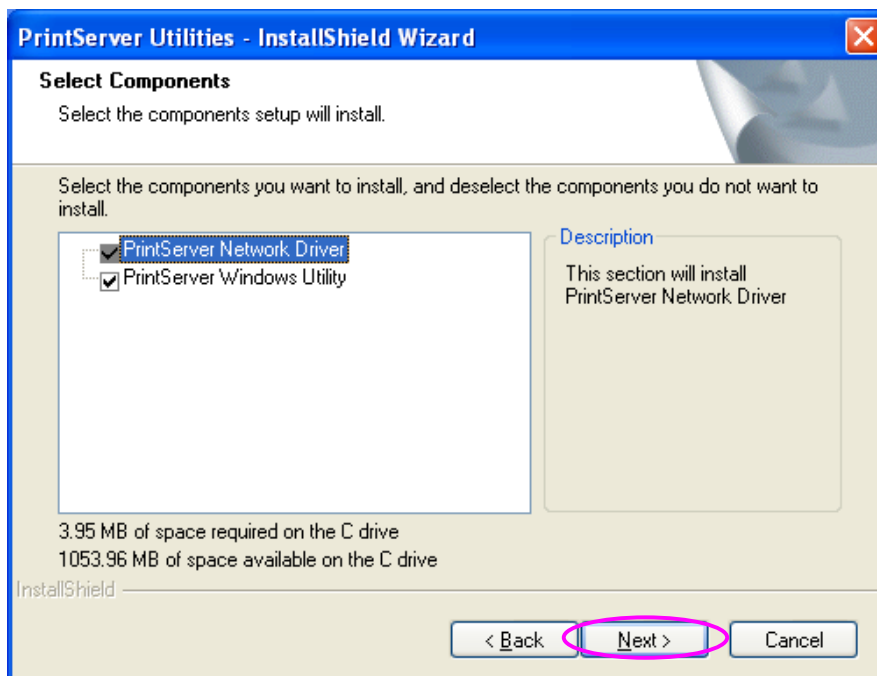 PrintServer Utilities - InstallShield Wizard
Select Components
Select the components setup will install.
Select the components you want to install, and deselect the components you do not want to
install.
PrintServer Network Driver
PrintServer Windows Utility
Description
This section will install
PrintServer Network Driver
3.95 MB of space required on the C drive
1053.96 MB of space available on the C drive
InstallShield
< Back
Next >
Cancel